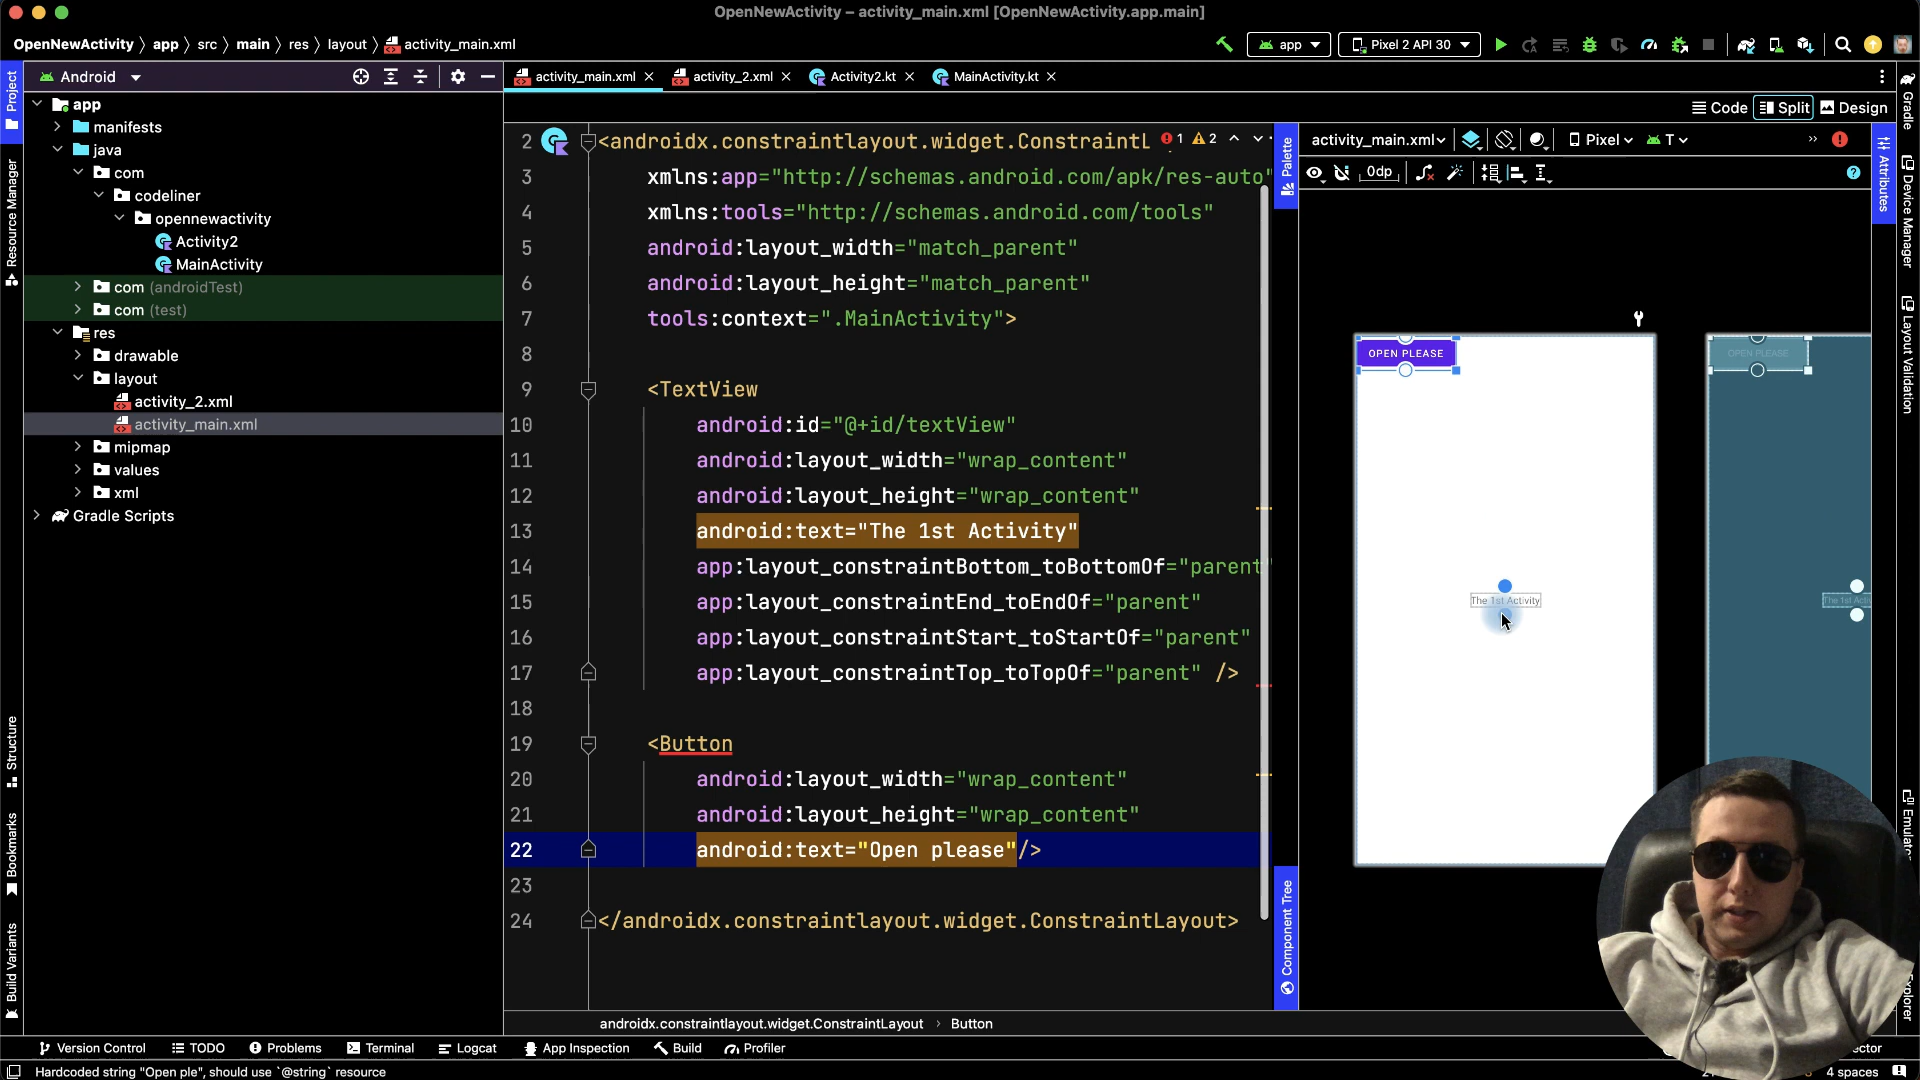 OpenNewActivity – activity_main.xml [OpenNewActivity.app.main]
OpenNewActivity 〉 app 〉 src 〉 main 〉 res 〉 layout 〉 activity_main.xml
app
Pixel 2 API 30
Android
activity_main.xml
activity_2.xml
Activity2.kt
MainActivity.kt
Code
Split
Design
Project
Resource Manager
Structure
Bookmarks
Build Variants
app
manifests
java
com
codeliner
opennewactivity
Activity2
MainActivity
com (androidTest)
com (test)
res
drawable
layout
activity_2.xml
activity_main.xml
mipmap
values
xml
Gradle Scripts
2 <androidx.constraintlayout.widget.ConstraintL
1 2
3 xmlns:app="http://schemas.android.com/apk/res-auto"
4 xmlns:tools="http://schemas.android.com/tools"
5 android:layout_width="match_parent"
6 android:layout_height="match_parent"
7 tools:context=".MainActivity">
8
9 <TextView
10 android:id="@+id/textView"
11 android:layout_width="wrap_content"
12 android:layout_height="wrap_content"
13 android:text="The 1st Activity"
14 app:layout_constraintBottom_toBottomOf="parent"
15 app:layout_constraintEnd_toEndOf="parent"
16 app:layout_constraintStart_toStartOf="parent"
17 app:layout_constraintTop_toTopOf="parent" />
18
19 <Button
20 android:layout_width="wrap_content"
21 android:layout_height="wrap_content"
22 android:text="Open please"/>
23
24 </androidx.constraintlayout.widget.ConstraintLayout>
androidx.constraintlayout.widget.ConstraintLayout › Button
Palette
Component Tree
activity_main.xml
Pixel
T
0dp
OPEN PLEASE
The 1st Activity
OPEN PLEASE
The 1st Acti
Attributes
Gradle
Device Manager
Layout Validation
Emulator
Version Control
TODO
Problems
Terminal
Logcat
App Inspection
Build
Profiler
Hardcoded string "Open ple", should use `@string` resource
4 spaces